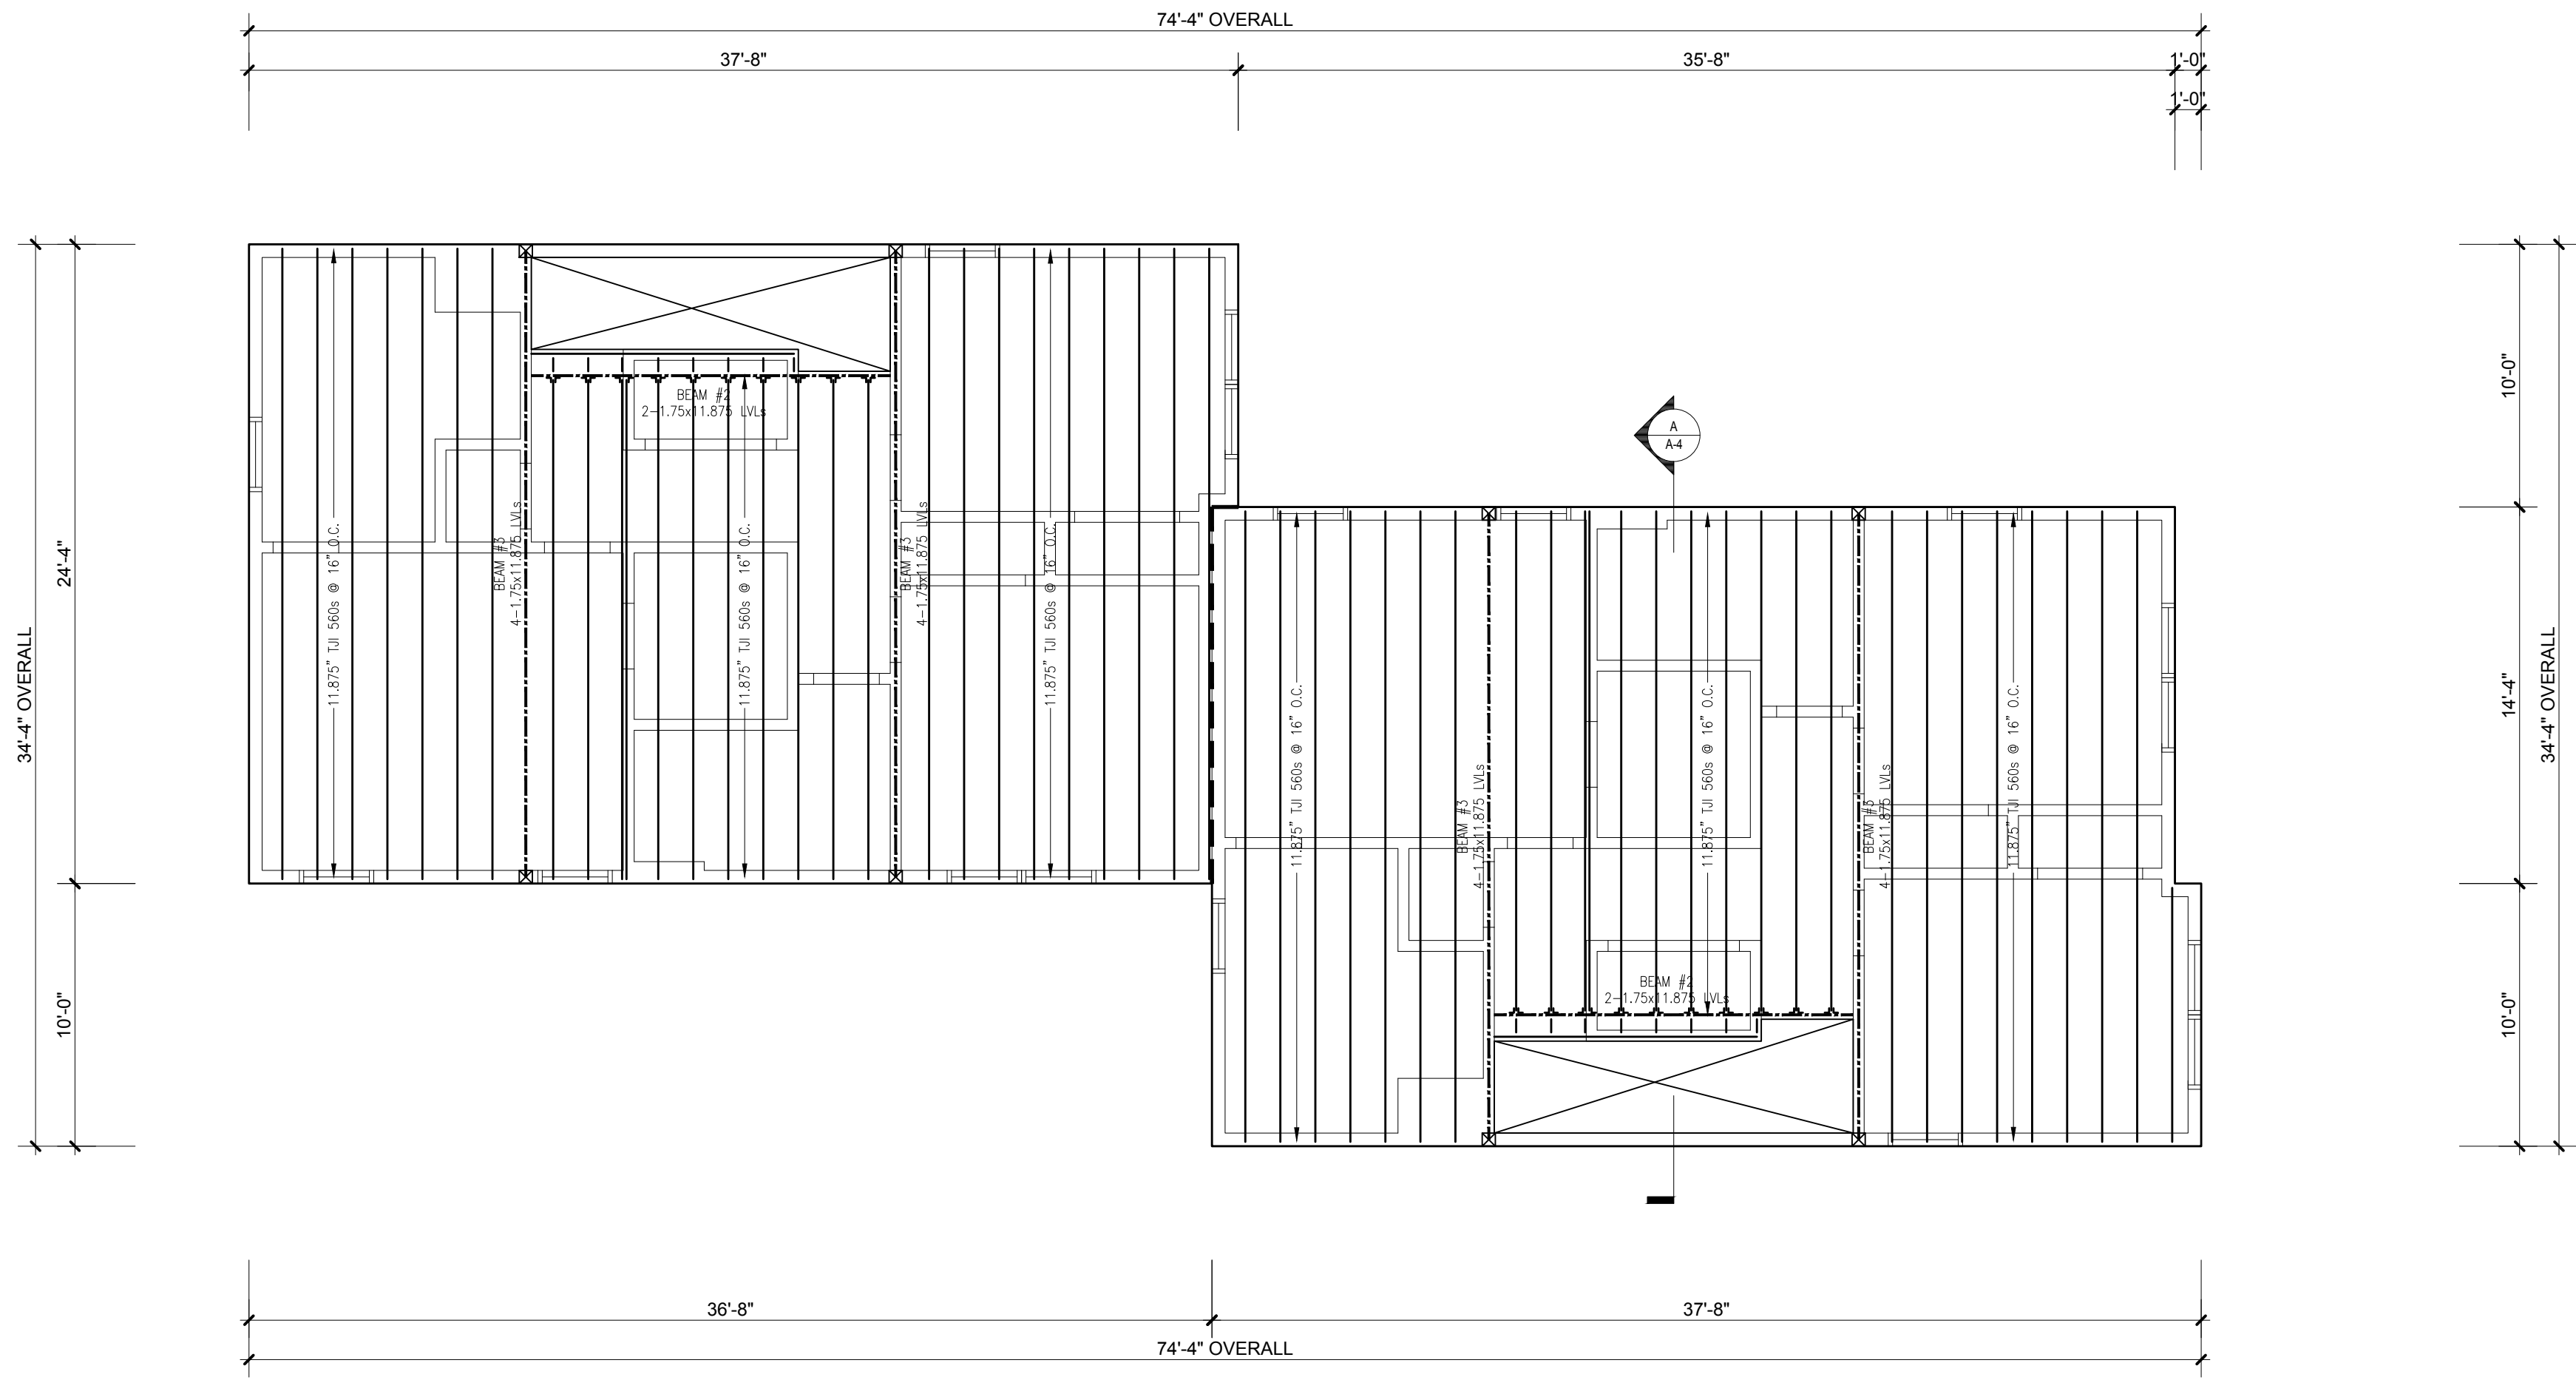 74'-4" OVERALL
37'-8"
35'-8"
1'-0"
1'-0"
34'-4" OVERALL
24'-4"
10'-0"
11.875" TJI 560s @ 16" O.C.
BEAM #3
4-1.75x11.875 LVLs
BEAM #2
2-1.75x11.875 LVLs
11.875" TJI 560s @ 16" O.C.
BEAM #3
4-1.75x11.875 LVLs
11.875" TJI 560s @ 16" O.C.
A
A-4
11.875" TJI 560s @ 16" O.C.
BEAM #3
4-1.75x11.875 LVLs
BEAM #2
2-1.75x11.875 LVLs
11.875" TJI 560s @ 16" O.C.
BEAM #3
4-1.75x11.875 LVLs
11.875" TJI 560s @ 16" O.C.
10'-0"
14'-4"
10'-0"
34'-4" OVERALL
36'-8"
37'-8"
74'-4" OVERALL